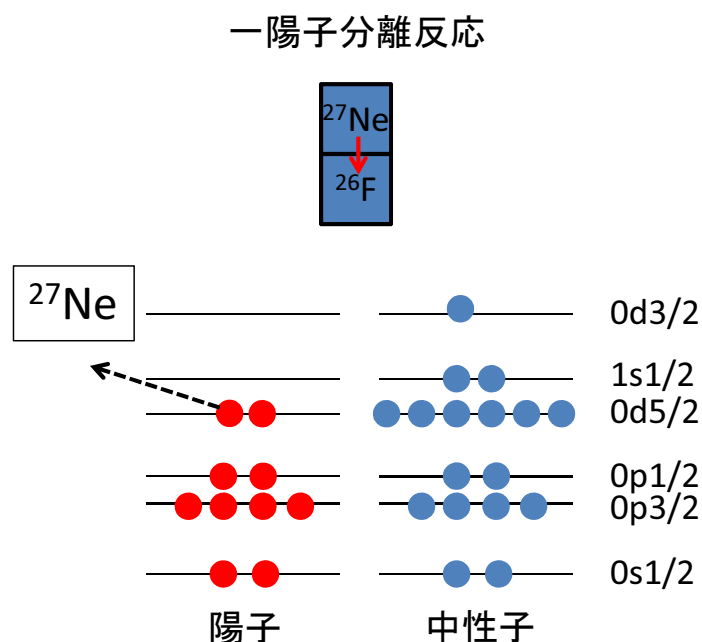 一陽子分離反応
²⁷Ne
²⁶F
²⁷Ne
0d3/2
1s1/2
0d5/2
0p1/2
0p3/2
0s1/2
陽子 中性子